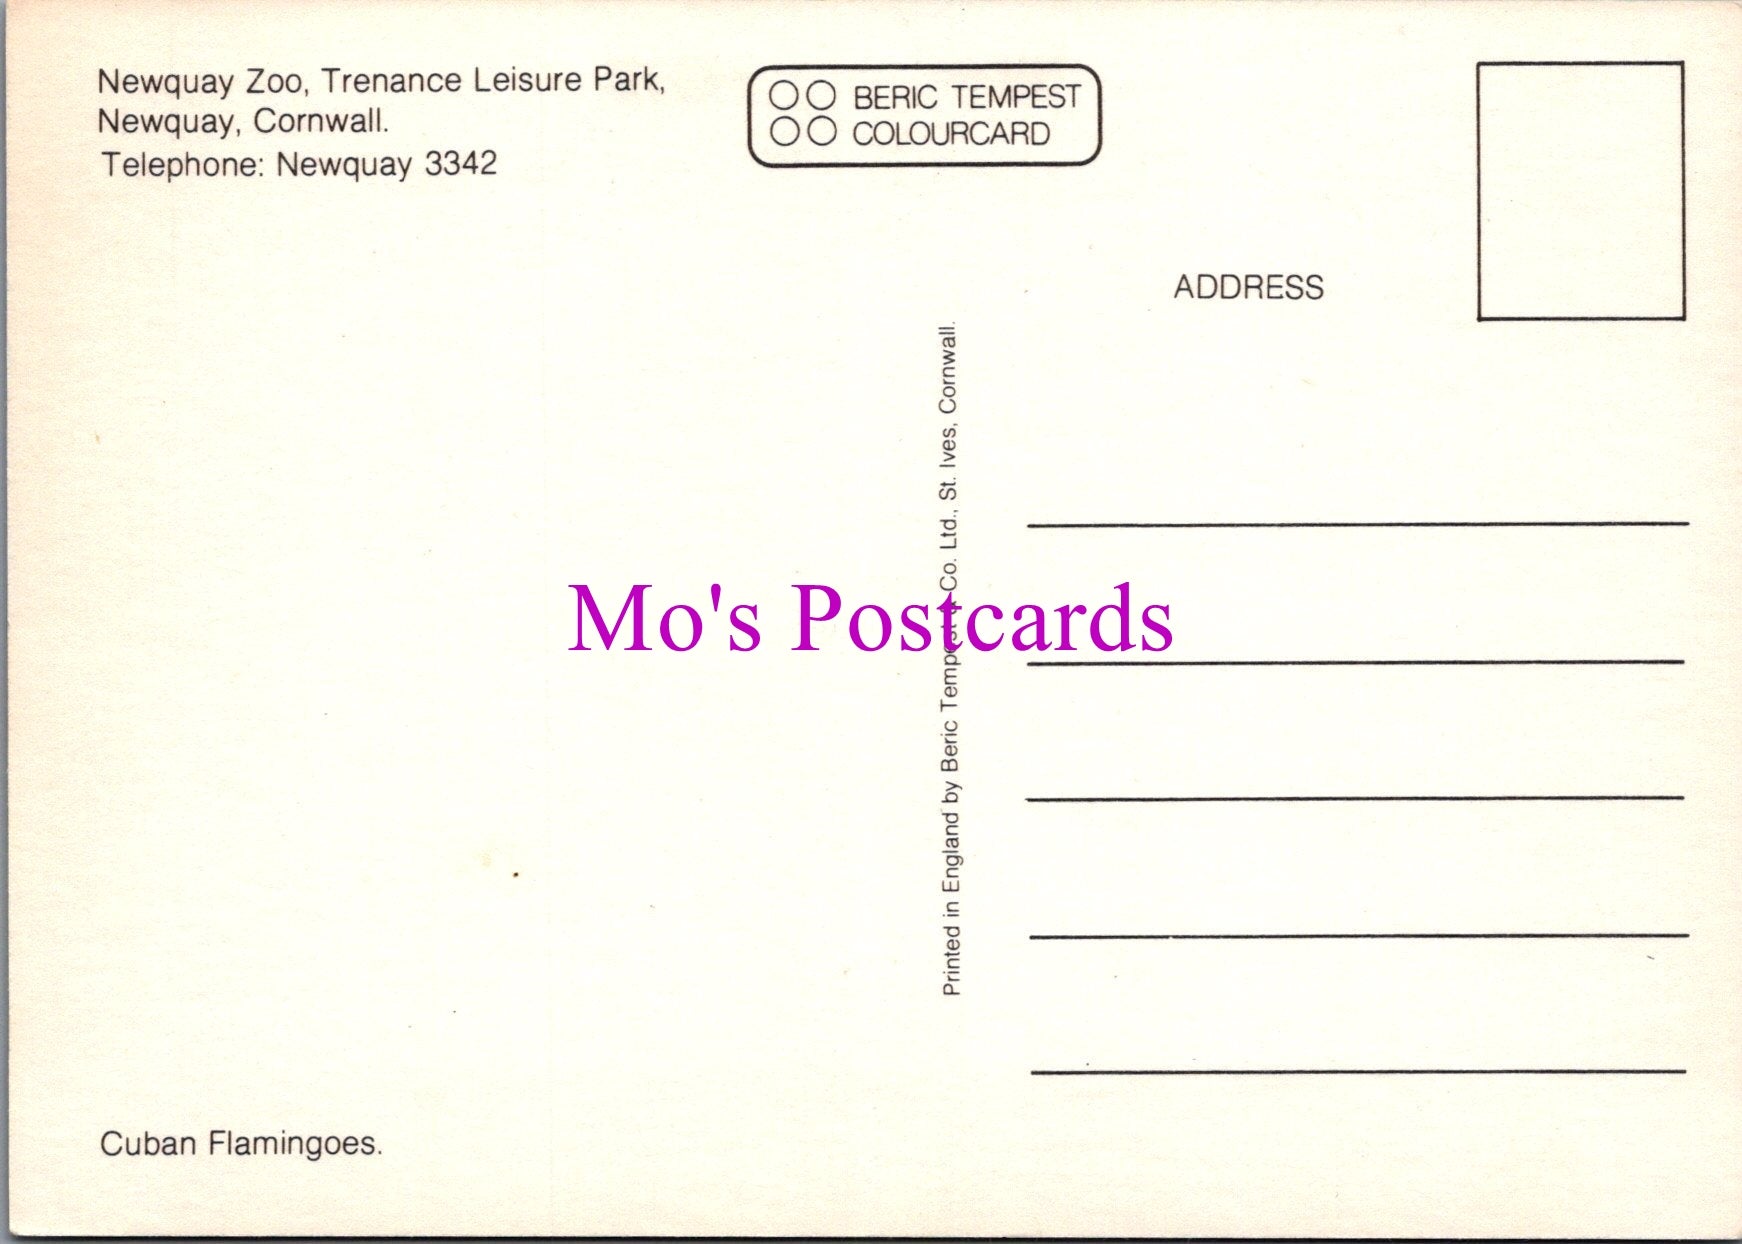 Newquay Zoo, Trenance Leisure Park,
Newquay, Cornwall.
Telephone: Newquay 3342
BERIC TEMPEST
COLOURCARD
ADDRESS
Printed in England by Beric Tempest & Co. Ltd., St. Ives, Cornwall.
Mo's Postcards
Cuban Flamingoes.